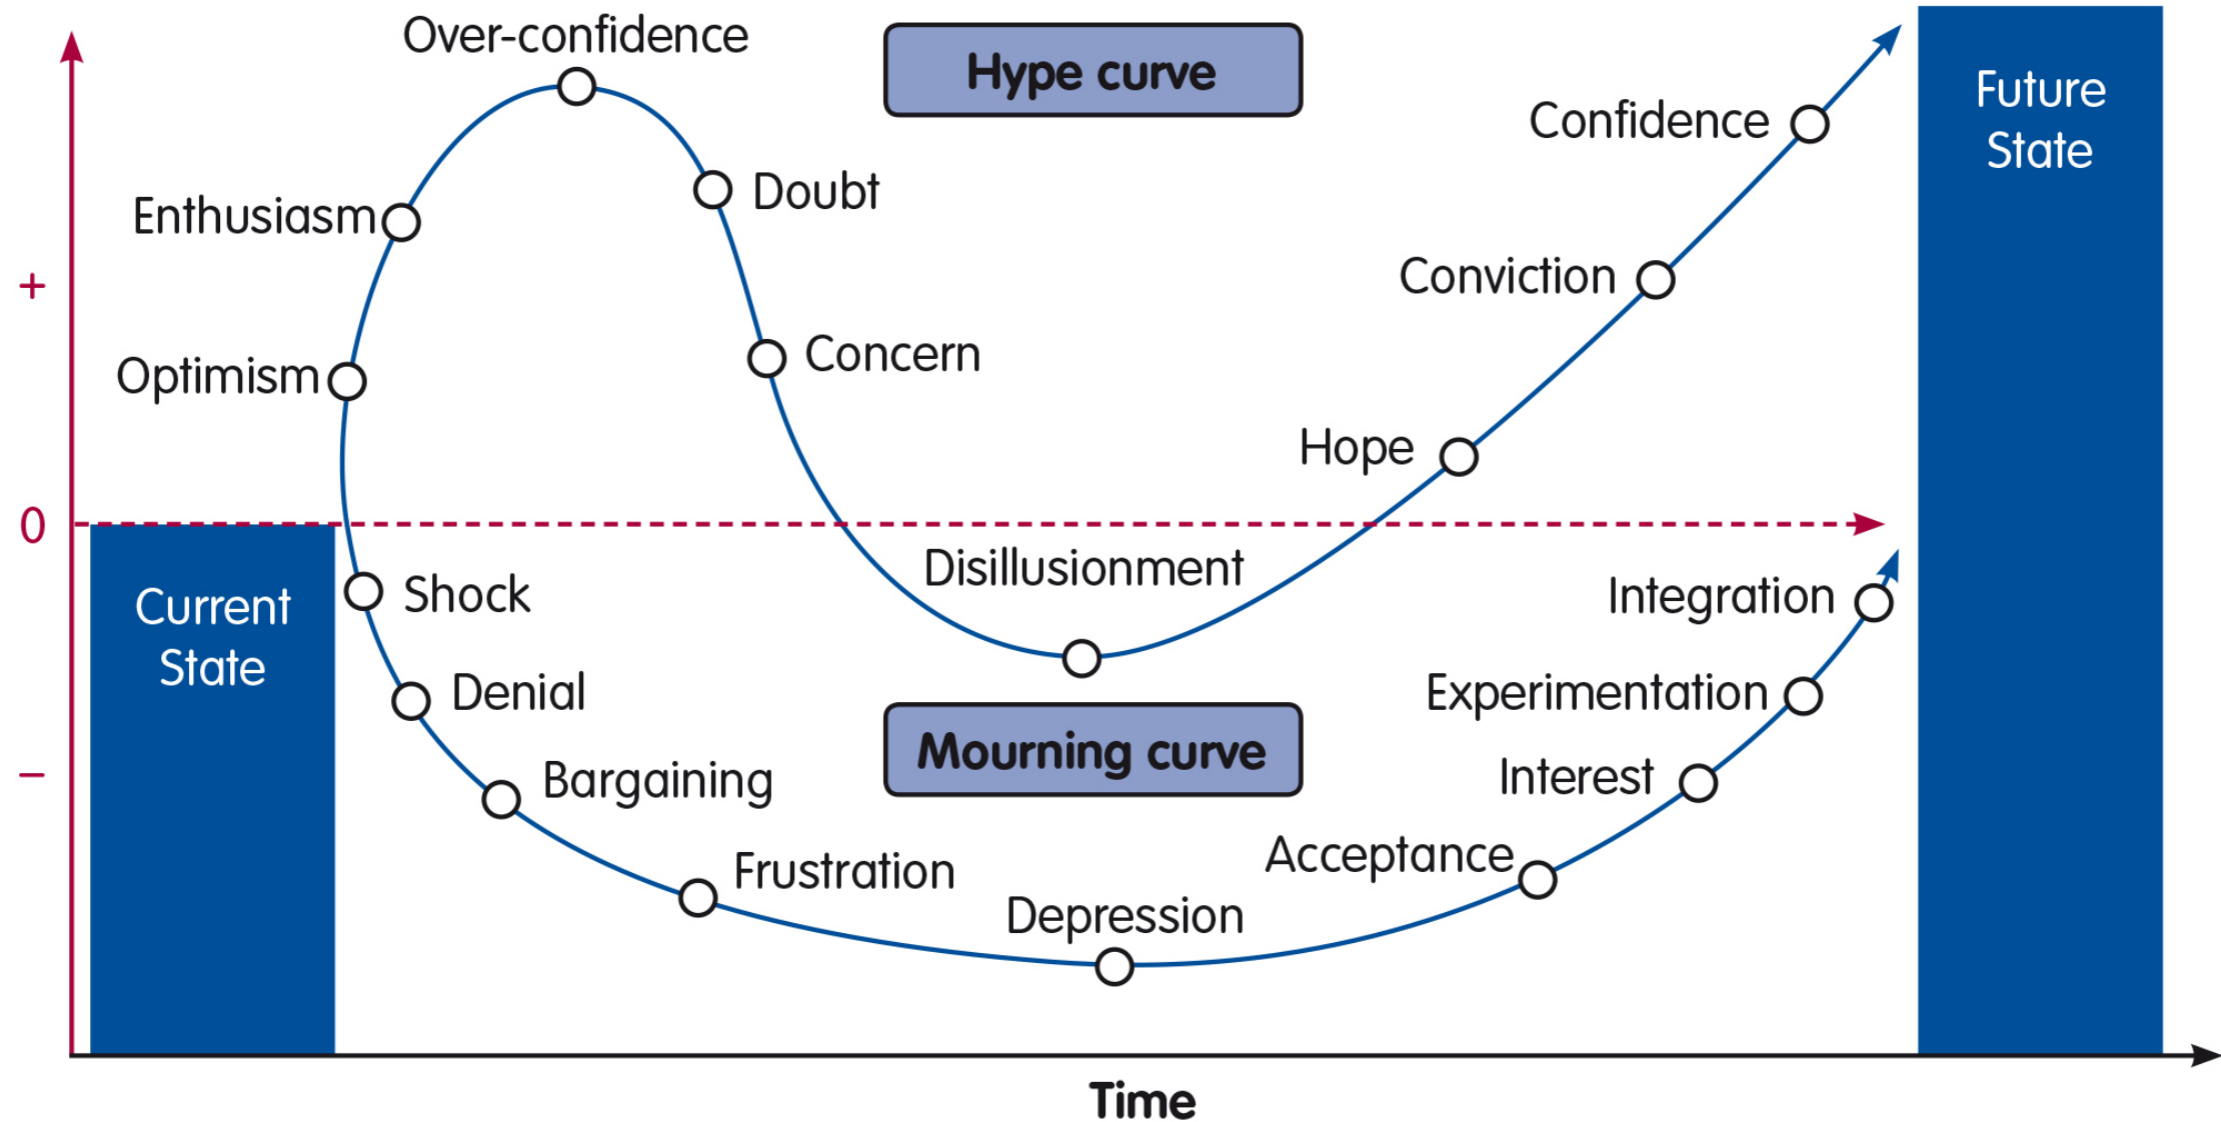 Over-confidence
Hype curve
Future
State
Confidence
Enthusiasm
Doubt
+
Conviction
Optimism
Concern
Hope
0
Disillusionment
Current
State
Shock
Integration
Denial
Experimentation
Mourning curve
–
Bargaining
Interest
Frustration
Acceptance
Depression
Time